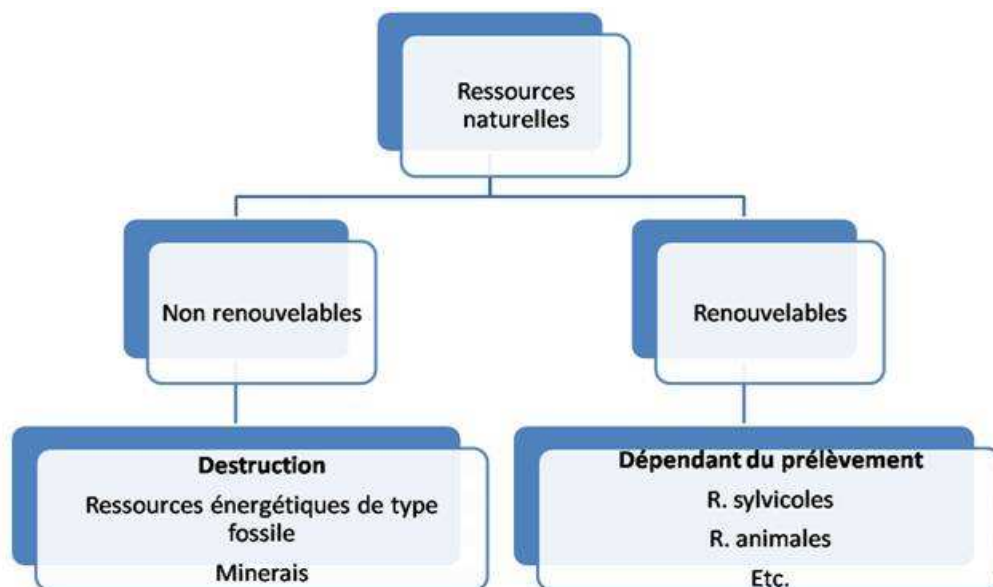 Ressources
naturelles
Non renouvelables
Renouvelables
Destruction
Ressources énergétiques de type
fossile
Minerais
Dépendant du prélèvement
R. sylvicoles
R. animales
Etc.